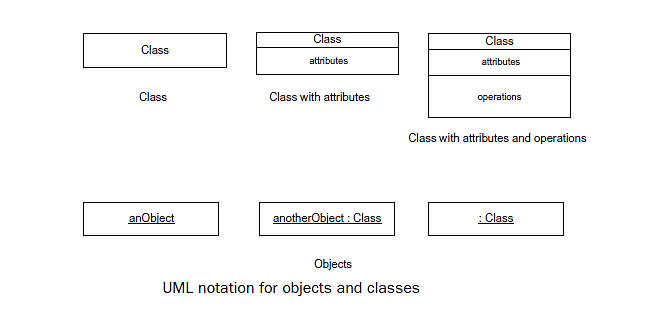 Class
Class
attributes
Class
attributes
operations
Class
Class with attributes
Class with attributes and operations
anObject
anotherObject : Class
: Class
Objects
UML notation for objects and classes